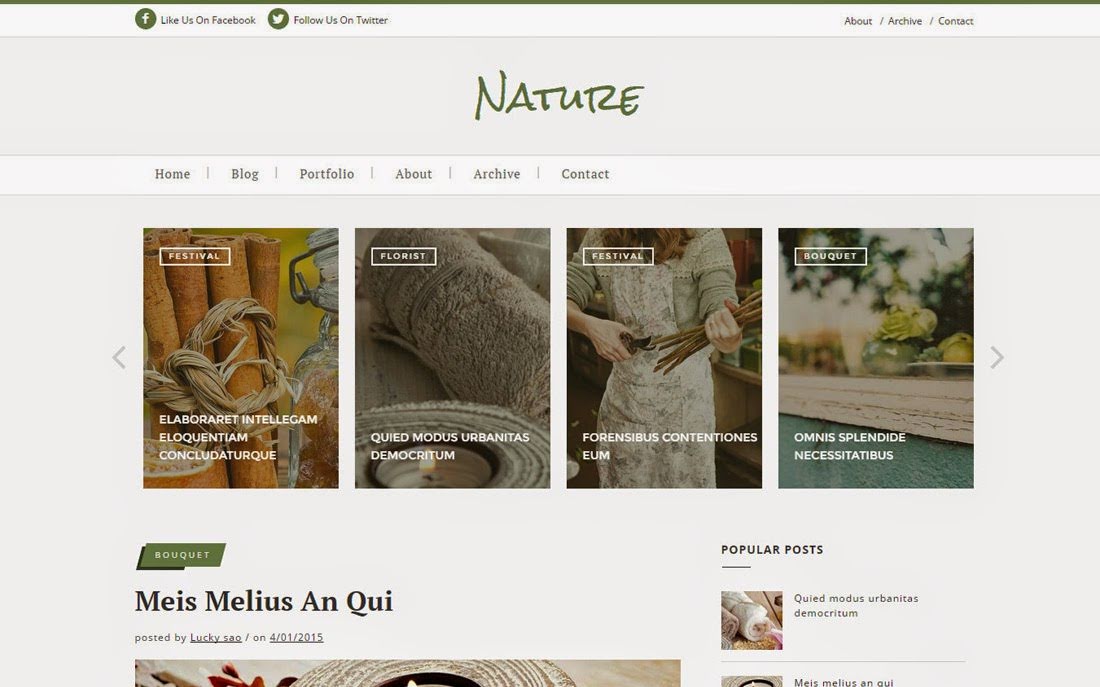 Like Us On Facebook
Follow Us On Twitter
About / Archive / Contact
Nature
Home | Blog | Portfolio | About | Archive | Contact
FESTIVAL
ELABORARET INTELLEGAM
ELOQUENTIAM
CONCLUDATURQUE
FLORIST
QUIED MODUS URBANITAS
DEMOCRITUM
FESTIVAL
FORENSIBUS CONTENTIONES
EUM
BOUQUET
OMNIS SPLENDIDE
NECESSITATIBUS
BOUQUET
Meis Melius An Qui
posted by Lucky sao / on 4/01/2015
POPULAR POSTS
Quied modus urbanitas
democritum
Meis melius an qui